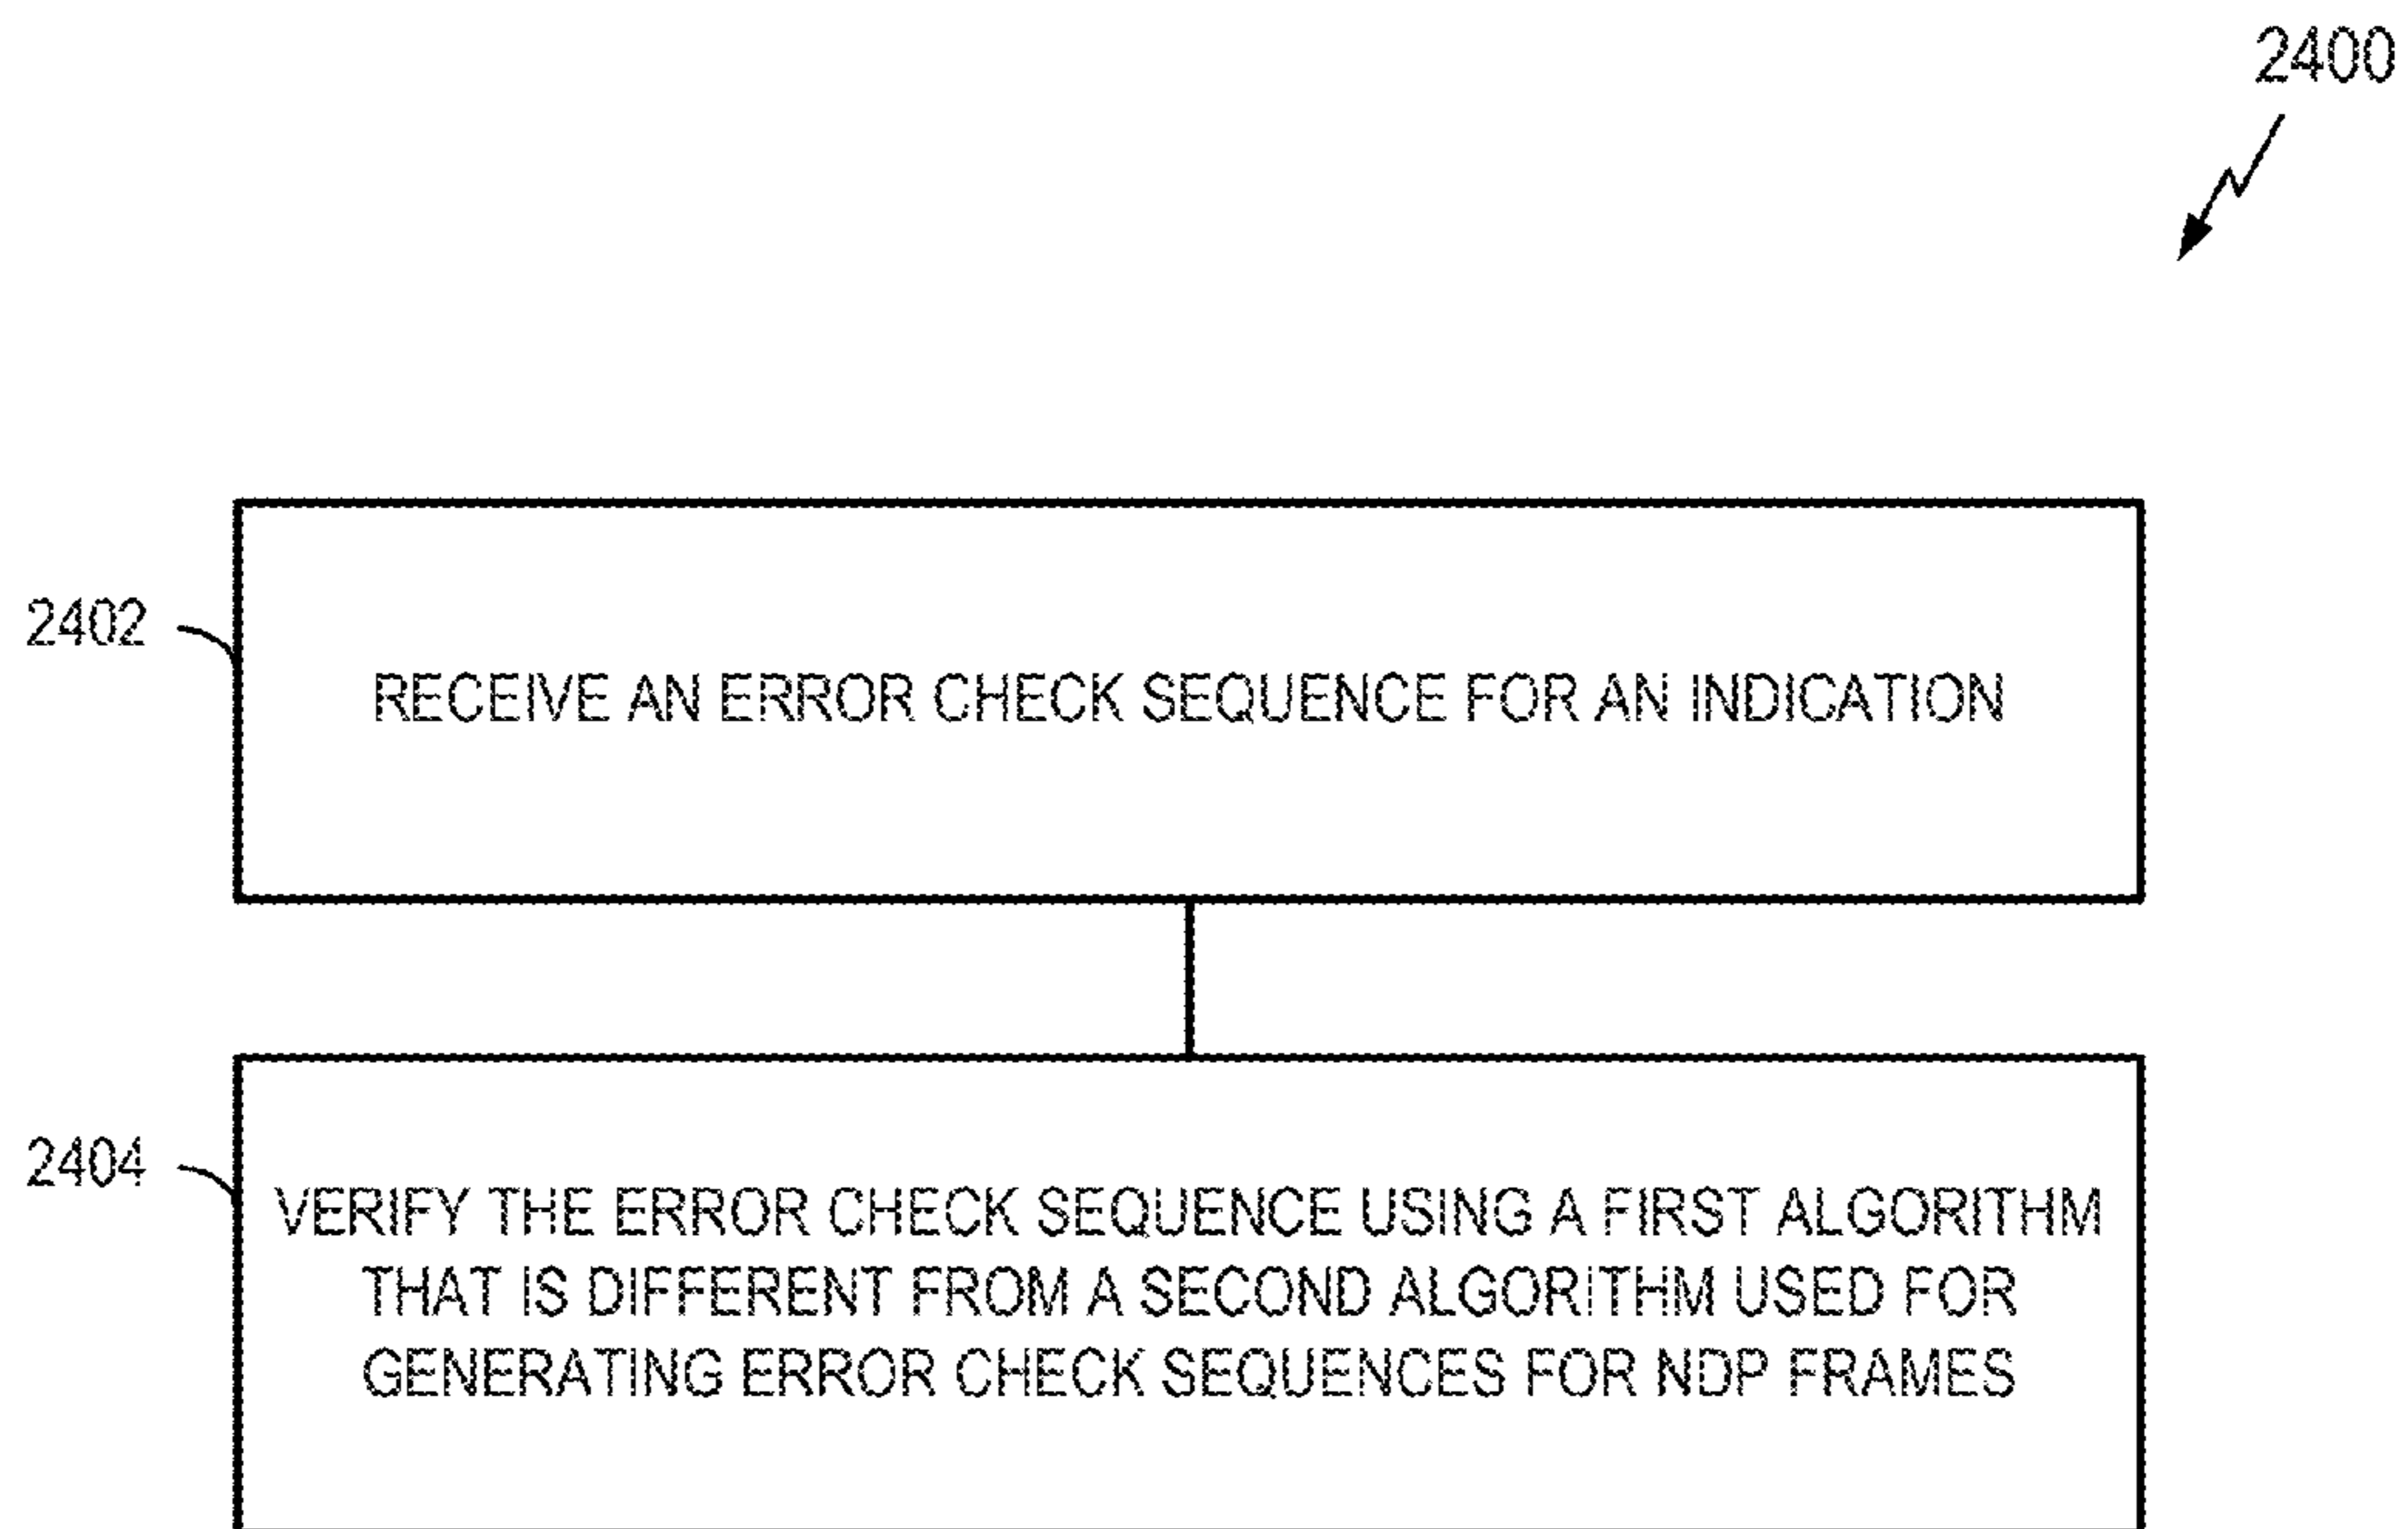 2400
2402
RECEIVE AN ERROR CHECK SEQUENCE FOR AN INDICATION
2404
VERIFY THE ERROR CHECK SEQUENCE USING A FIRST ALGORITHM
THAT IS DIFFERENT FROM A SECOND ALGORITHM USED FOR
GENERATING ERROR CHECK SEQUENCES FOR NDP FRAMES